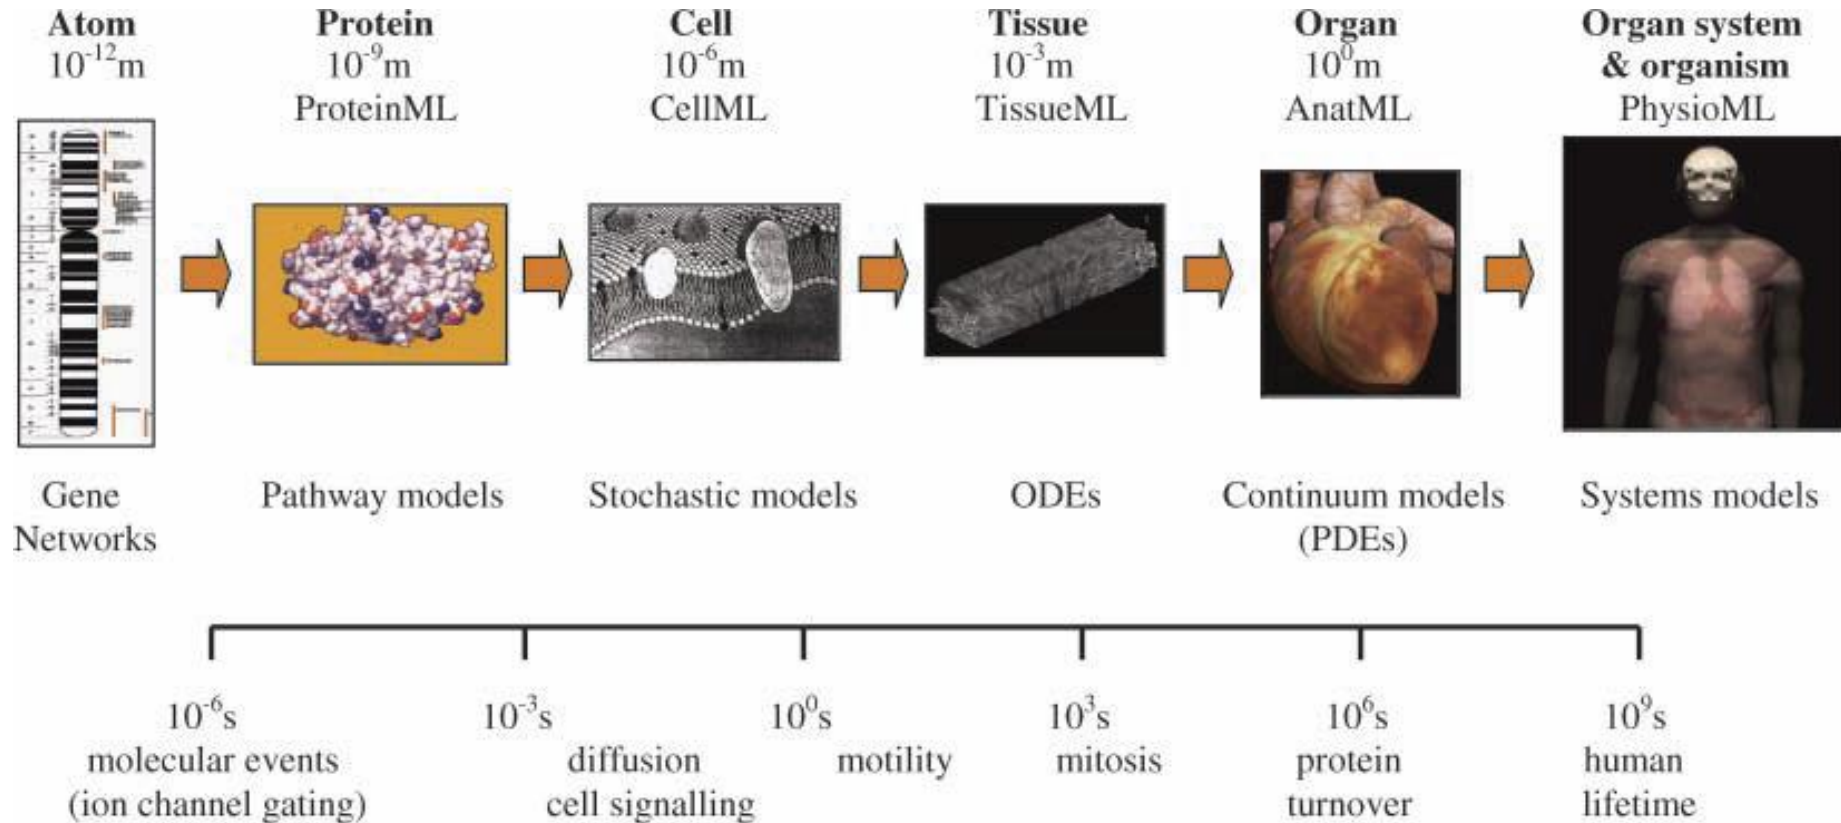 Atom
10⁻¹²m
Protein
10⁻⁹m
ProteinML
Cell
10⁻⁶m
CellML
Tissue
10⁻³m
TissueML
Organ
10⁰m
AnatML
Organ system
& organism
PhysioML
Gene
Networks
Pathway models
Stochastic models
ODEs
Continuum models
(PDEs)
Systems models
10⁻⁶s
molecular events
(ion channel gating)
10⁻³s
diffusion
cell signalling
10⁰s
motility
10³s
mitosis
10⁶s
protein
turnover
10⁹s
human
lifetime